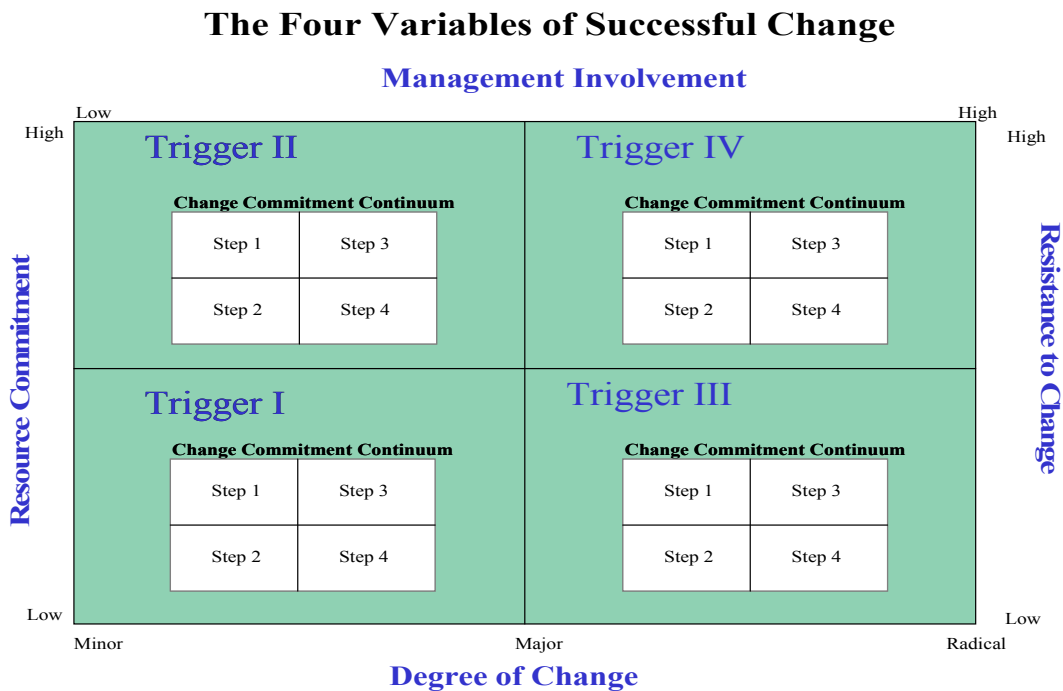 The Four Variables of Successful Change
Management Involvement
Low
High
High
High
Trigger II
Trigger IV
Change Commitment Continuum
Step 1
Step 3
Step 2
Step 4
Change Commitment Continuum
Step 1
Step 3
Step 2
Step 4
Resource Commitment
Resistance to Change
Trigger I
Trigger III
Change Commitment Continuum
Step 1
Step 3
Step 2
Step 4
Change Commitment Continuum
Step 1
Step 3
Step 2
Step 4
Low
Low
Minor
Major
Radical
Degree of Change